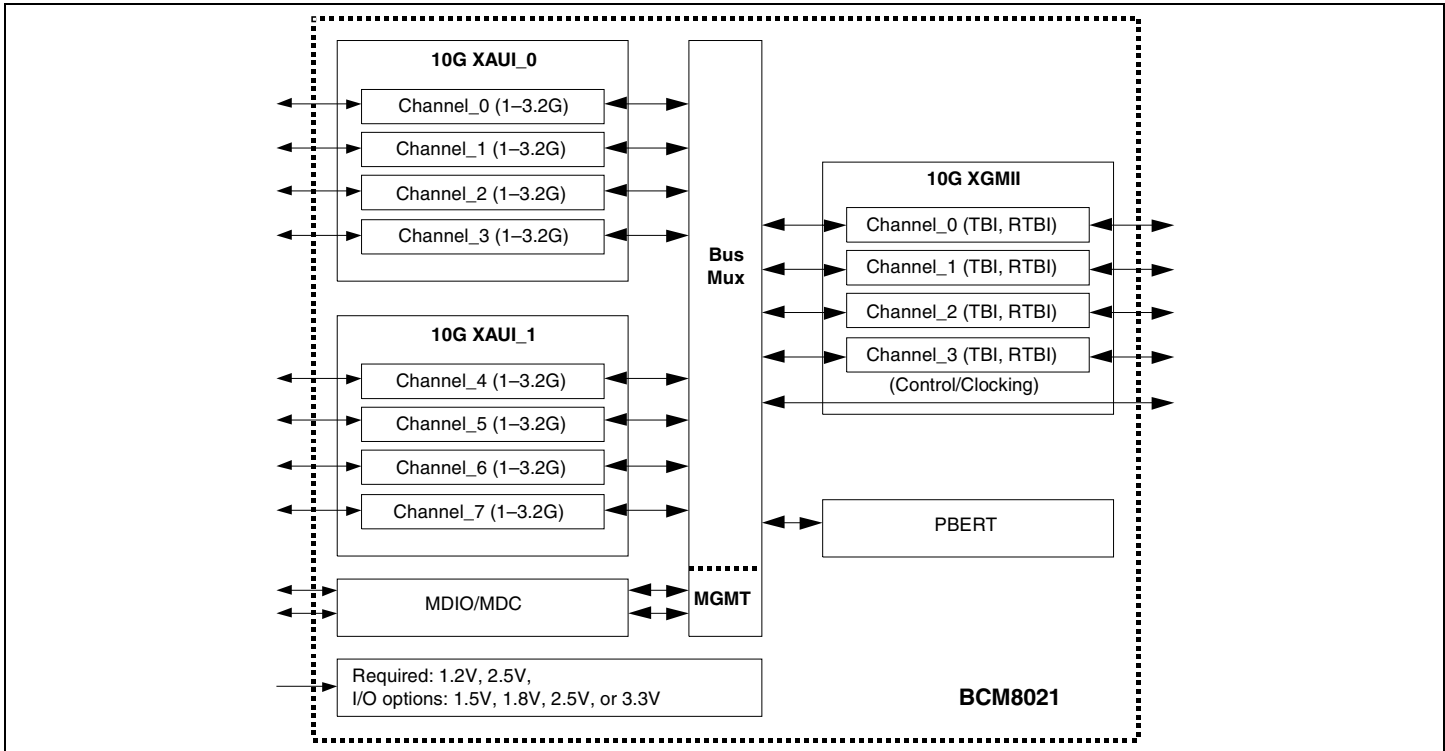 10G XAUI_0
Channel_0 (1–3.2G)
Channel_1 (1–3.2G)
Channel_2 (1–3.2G)
Channel_3 (1–3.2G)
10G XAUI_1
Channel_4 (1–3.2G)
Channel_5 (1–3.2G)
Channel_6 (1–3.2G)
Channel_7 (1–3.2G)
MDIO/MDC
Required: 1.2V, 2.5V,
I/O options: 1.5V, 1.8V, 2.5V, or 3.3V
Bus
Mux
MGMT
10G XGMII
Channel_0 (TBI, RTBI)
Channel_1 (TBI, RTBI)
Channel_2 (TBI, RTBI)
Channel_3 (TBI, RTBI)
(Control/Clocking)
PBERT
BCM8021